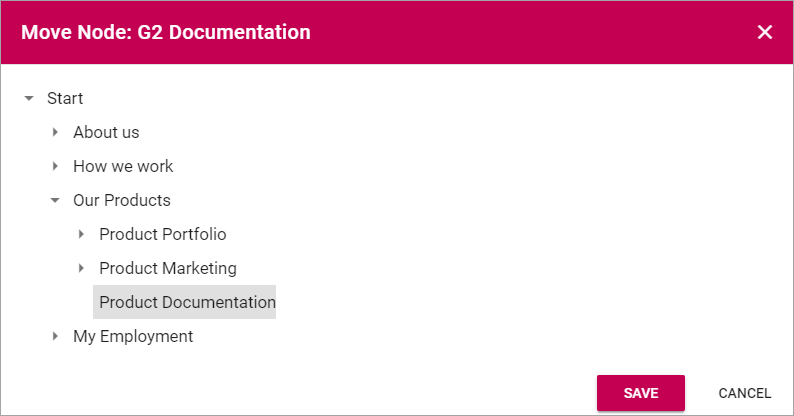 Move Node: G2 Documentation
Start
About us
How we work
Our Products
Product Portfolio
Product Marketing
Product Documentation
My Employment
SAVE CANCEL